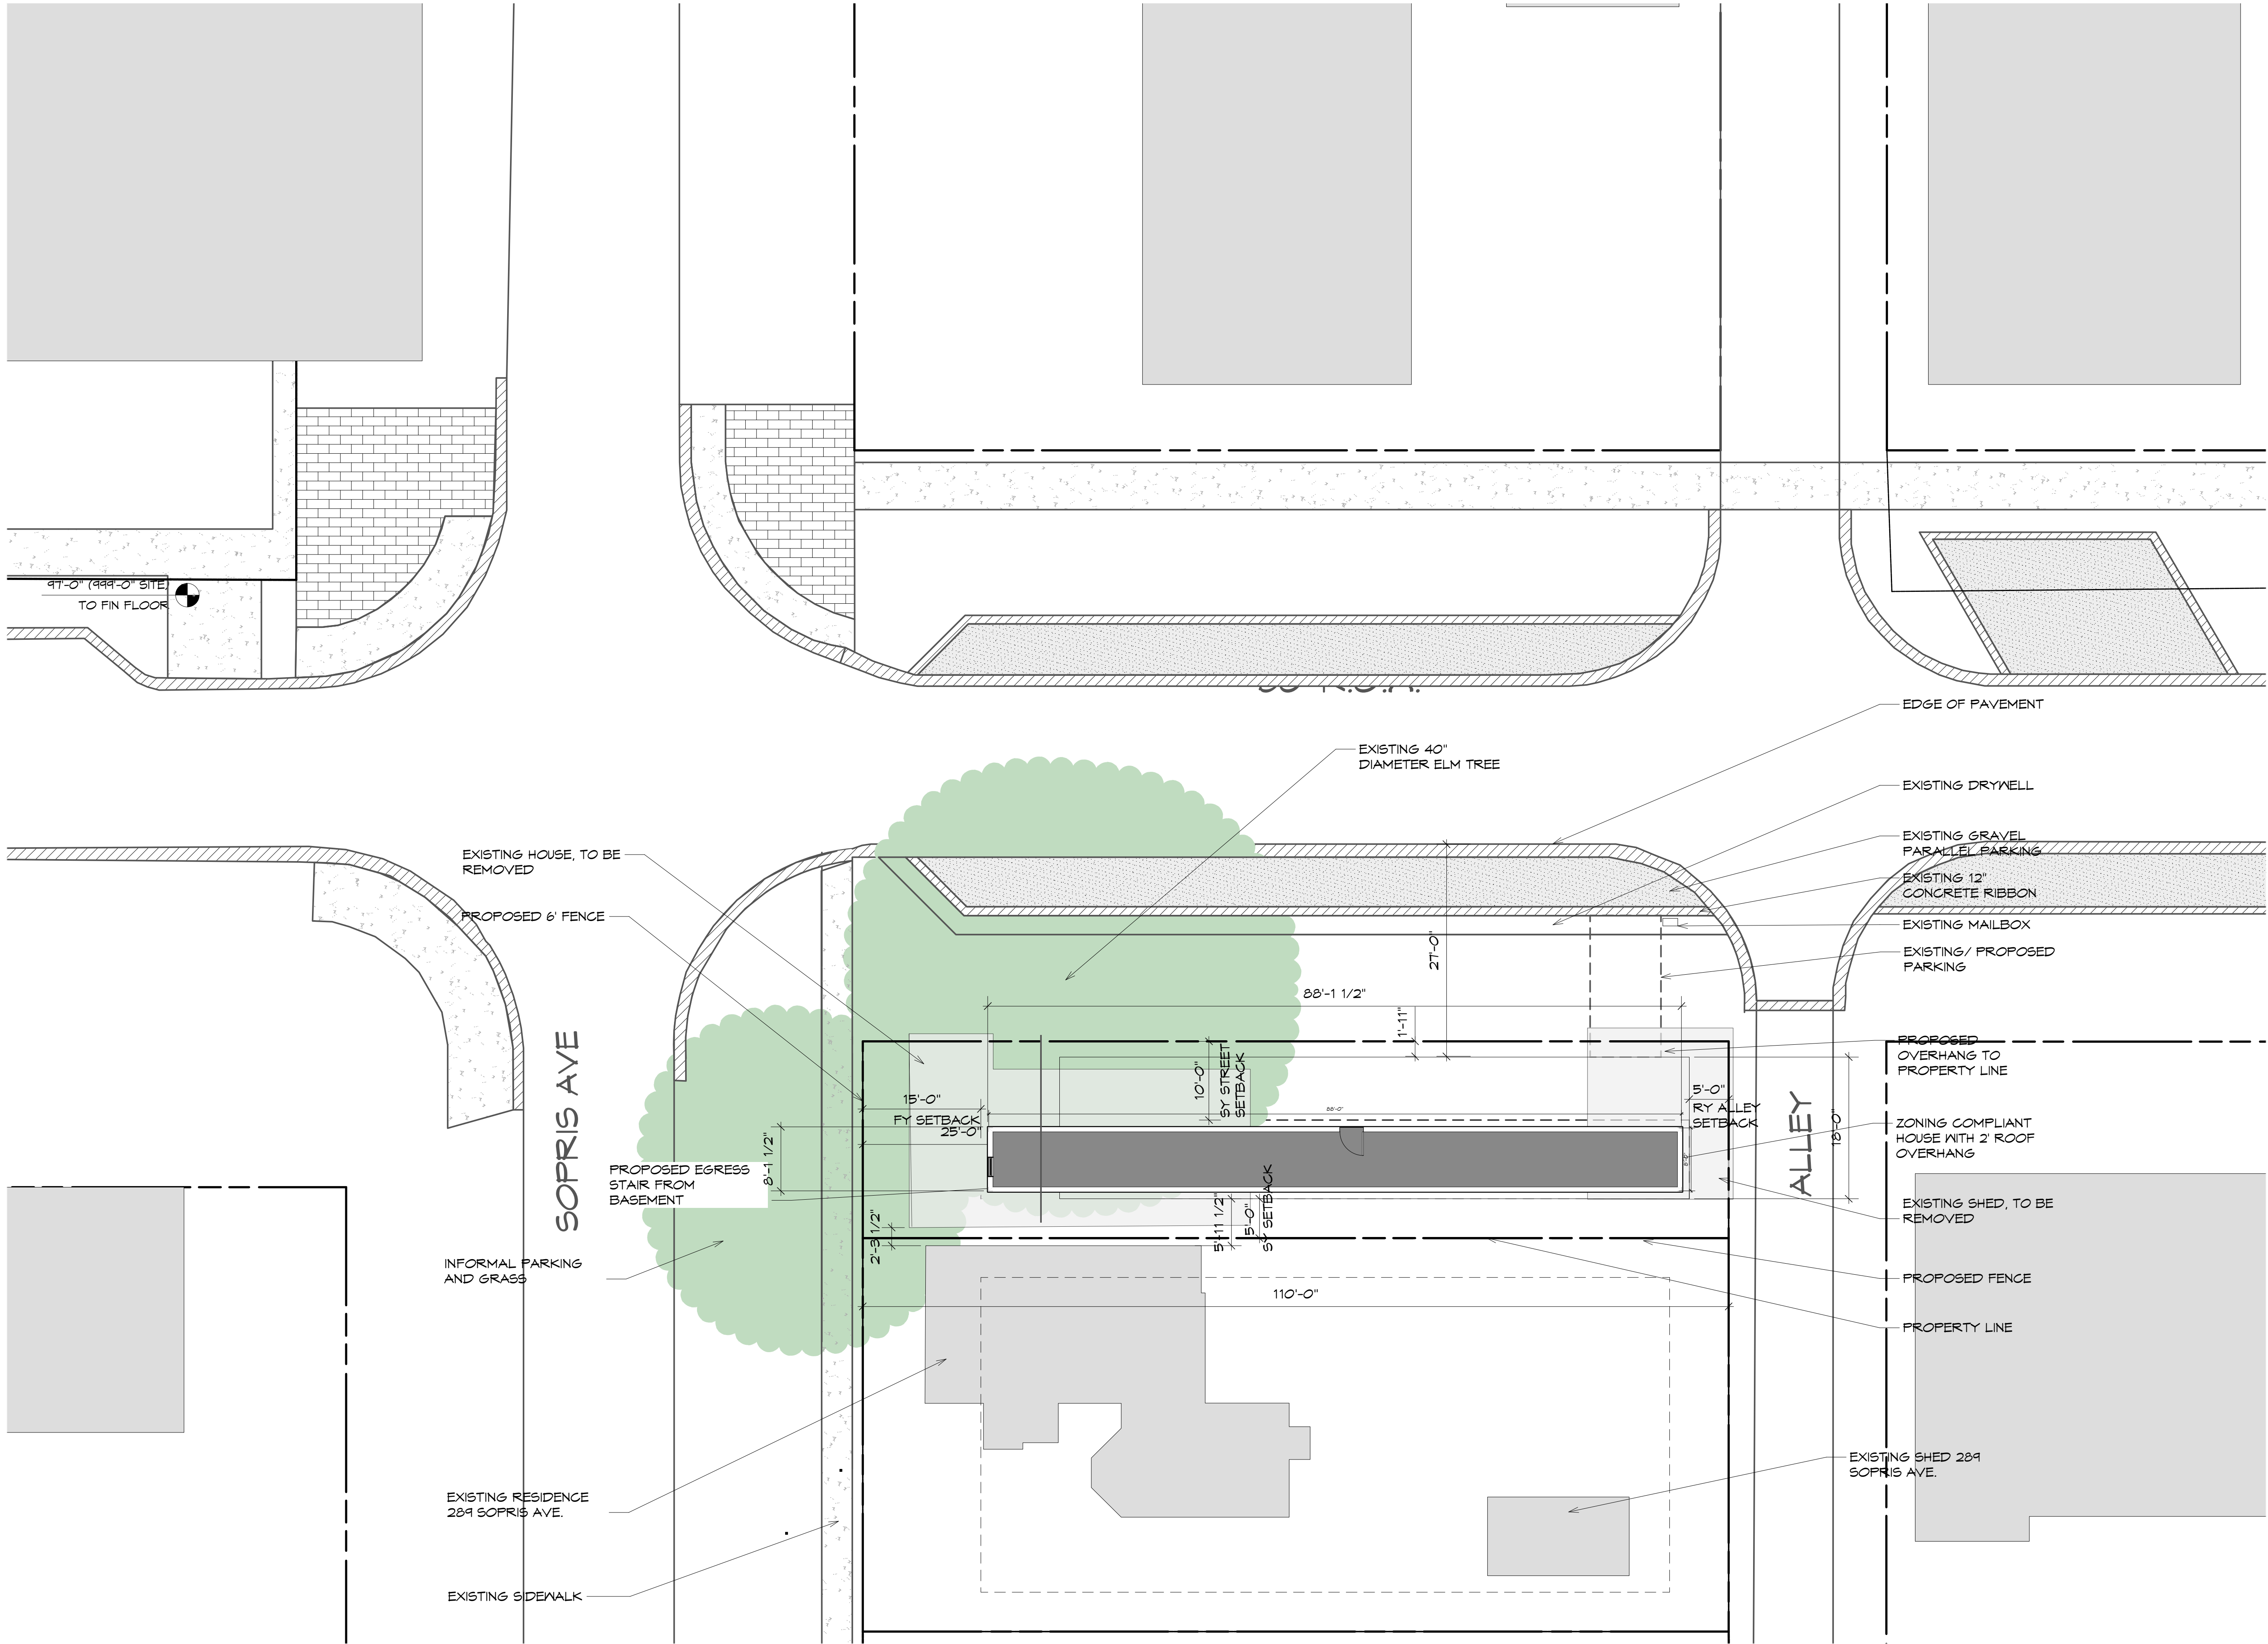 97'-0" (999'-0" SITE)
TO FIN FLOOR
EDGE OF PAVEMENT
EXISTING 40"
DIAMETER ELM TREE
EXISTING DRYWELL
EXISTING GRAVEL
PARALLEL PARKING
EXISTING HOUSE, TO BE
REMOVED
EXISTING 12"
CONCRETE RIBBON
PROPOSED 6' FENCE
EXISTING MAILBOX
27'-0"
EXISTING/ PROPOSED
PARKING
88'-1 1/2"
1'-11"
SOPRIS AVE
PROPOSED
OVERHANG TO
PROPERTY LINE
10'-0"
SY STREET
SETBACK
15'-0"
FY SETBACK
25'-0"
88'-0"
5'-0"
RY ALLEY
SETBACK
ALLEY
18'-0"
ZONING COMPLIANT
HOUSE WITH 2' ROOF
OVERHANG
8'-1 1/2"
8'-0"
PROPOSED EGRESS
STAIR FROM
BASEMENT
EXISTING SHED, TO BE
REMOVED
2'-3 1/2"
5'-11 1/2"
5'-0"
SY SETBACK
INFORMAL PARKING
AND GRASS
PROPOSED FENCE
110'-0"
PROPERTY LINE
EXISTING SHED 289
SOPRIS AVE.
EXISTING RESIDENCE
289 SOPRIS AVE.
EXISTING SIDEWALK